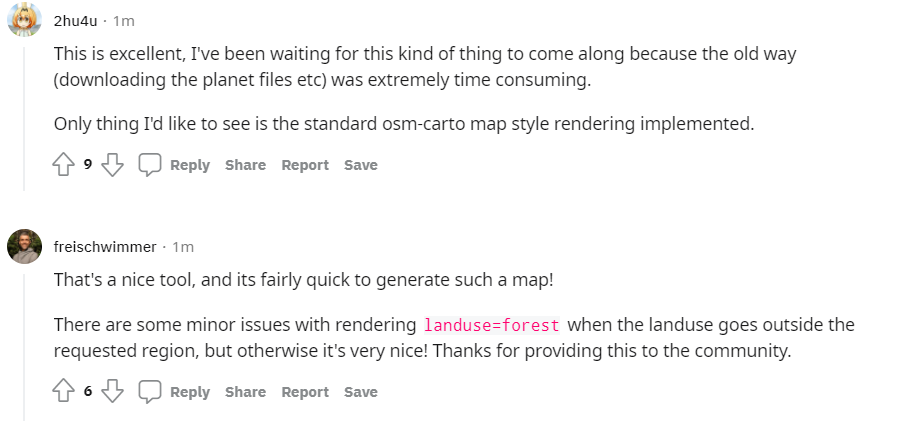 2hu4u · 1m
This is excellent, I've been waiting for this kind of thing to come along because the old way
(downloading the planet files etc) was extremely time consuming.
Only thing I'd like to see is the standard osm-carto map style rendering implemented.
9 Reply Share Report Save
freischwimmer · 1m
That's a nice tool, and its fairly quick to generate such a map!
There are some minor issues with rendering landuse=forest when the landuse goes outside the
requested region, but otherwise it's very nice! Thanks for providing this to the community.
6 Reply Share Report Save